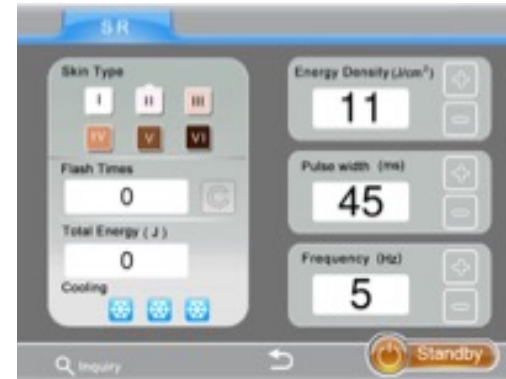 SR
Skin Type
I II III
IV V VI
Flash Times
0
Total Energy ( J )
0
Cooling
Energy Density (J/cm²)
11
Pulse width (ms)
45
Frequency (Hz)
5
Inquiry
Standby